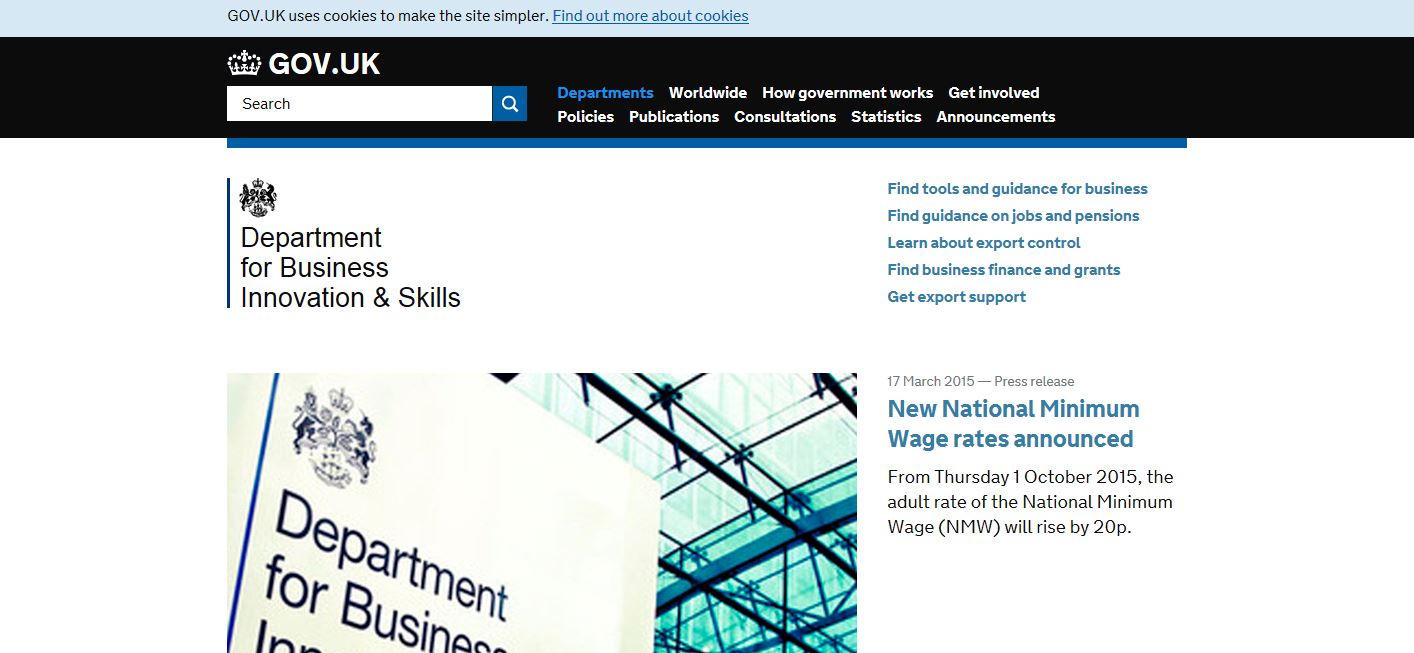 GOV.UK uses cookies to make the site simpler. Find out more about cookies
GOV.UK
Search
Departments Worldwide How government works Get involved
Policies Publications Consultations Statistics Announcements
Department
for Business
Innovation & Skills
Find tools and guidance for business
Find guidance on jobs and pensions
Learn about export control
Find business finance and grants
Get export support
Department
for Business
17 March 2015 — Press release
New National Minimum
Wage rates announced
From Thursday 1 October 2015, the
adult rate of the National Minimum
Wage (NMW) will rise by 20p.